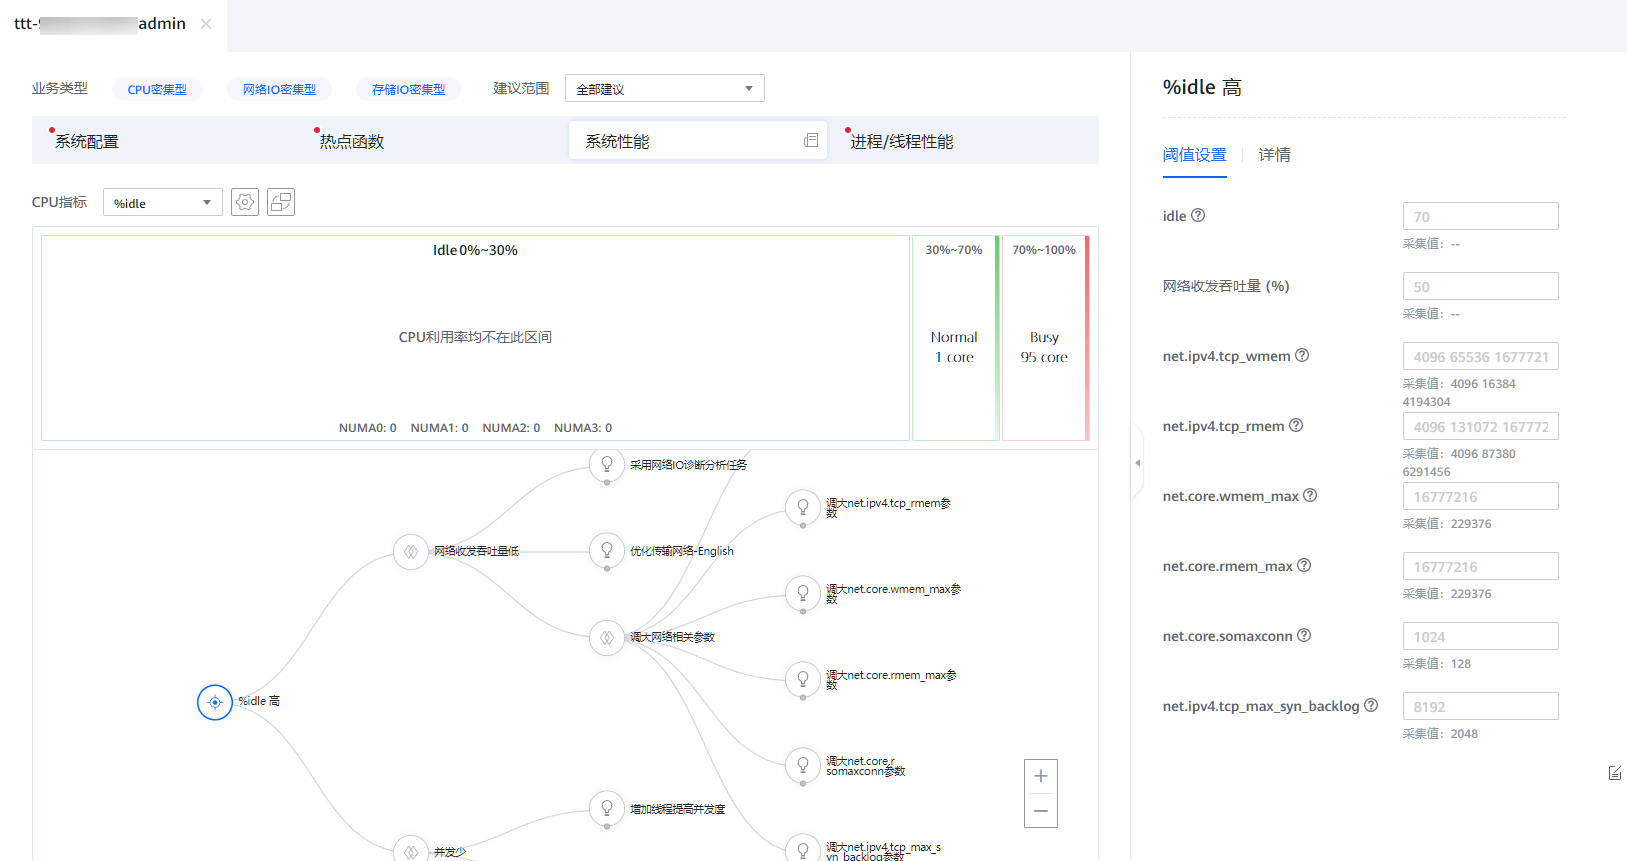 ttt-
admin
业务类型
CPU密集型
网络IO密集型
存储IO密集型
建议范围
全部建议
系统配置
热点函数
系统性能
进程/线程性能
CPU指标
%idle
Idle 0%~30%
CPU利用率均不在此区间
NUMA0: 0 NUMA1: 0 NUMA2: 0 NUMA3: 0
30%~70%
Normal
1 core
70%~100%
Busy
95 core
采用网络IO诊断分析任务
调大net.ipv4.tcp_rmem参
数
网络收发吞吐量低
优化传输网络-English
调大net.core.wmem_max参
数
调大网络相关参数
调大net.core.rmem_max参
数
%idle 高
调大net.core.r
somaxconn参数
增加线程提高并发度
并发少
调大net.ipv4.tcp_max_s
yn_backlog参数
%idle 高
阈值设置
详情
idle
70
采集值: --
网络收发吞吐量 (%)
50
采集值: --
net.ipv4.tcp_wmem
4096 65536 1677721
采集值: 4096 16384
4194304
net.ipv4.tcp_rmem
4096 131072 167772
采集值: 4096 87380
6291456
net.core.wmem_max
16777216
采集值: 229376
net.core.rmem_max
16777216
采集值: 229376
net.core.somaxconn
1024
采集值: 128
net.ipv4.tcp_max_syn_backlog
8192
采集值: 2048